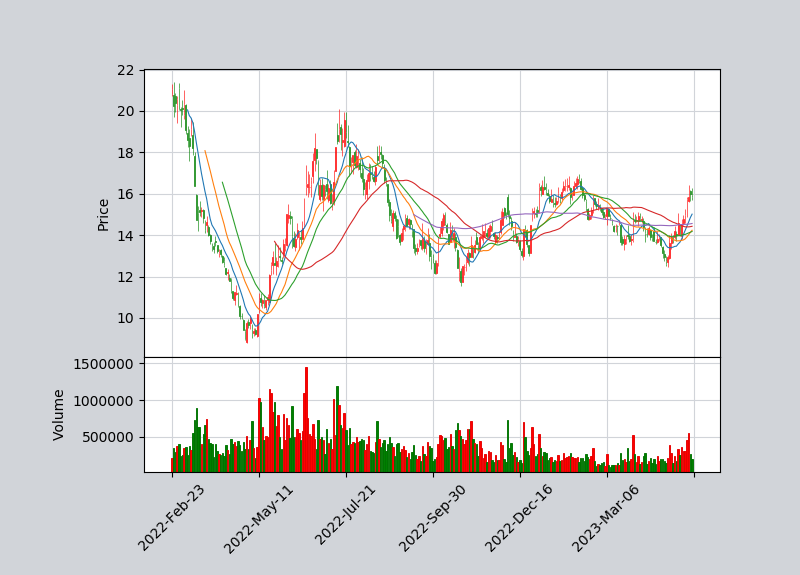 22
20
18
16
14
12
10
Price
1500000
1000000
500000
Volume
2022-Feb-23
2022-May-11
2022-Jul-21
2022-Sep-30
2022-Dec-16
2023-Mar-06